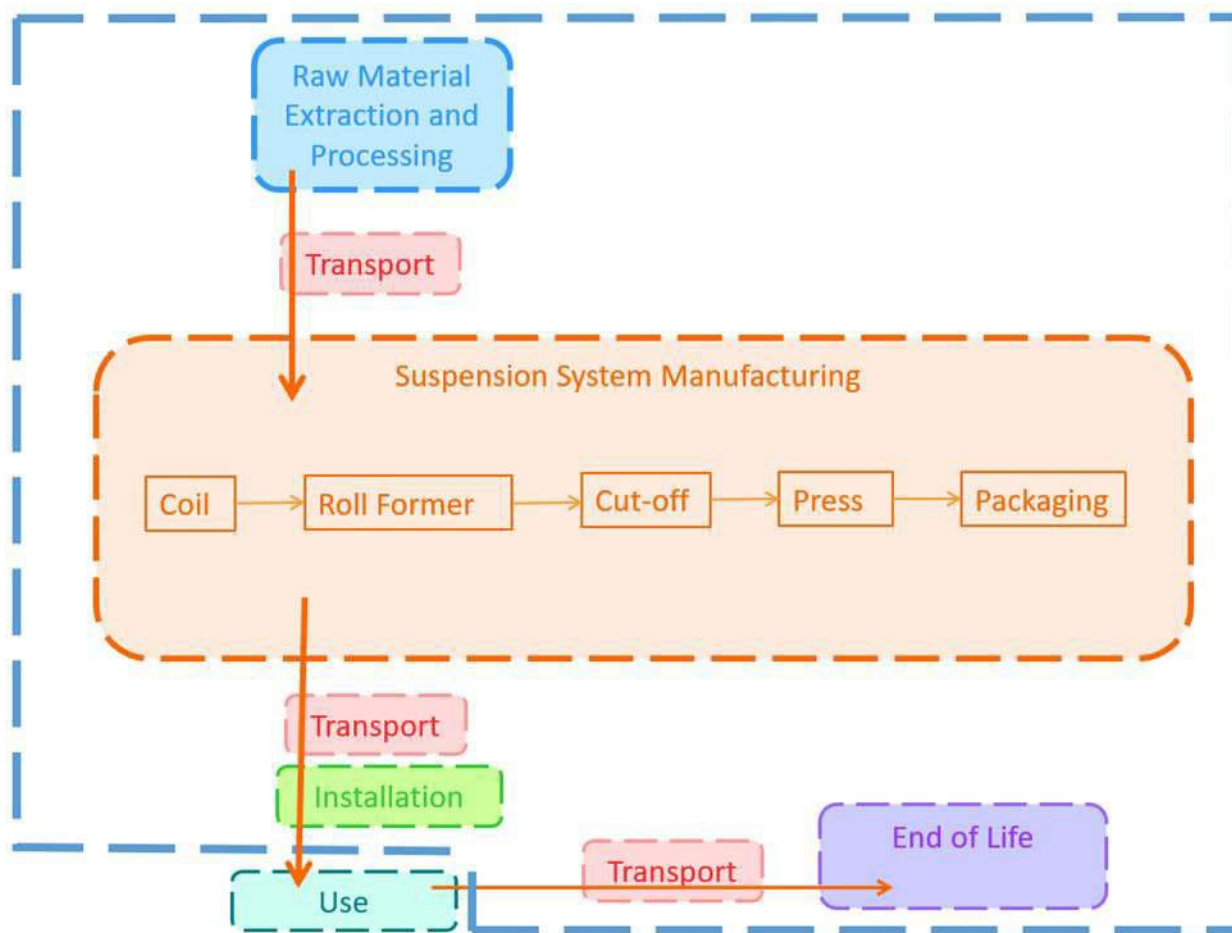 Raw Material
Extraction and
Processing
Transport
Suspension System Manufacturing
Coil
Roll Former
Cut-off
Press
Packaging
Transport
Installation
Use
Transport
End of Life